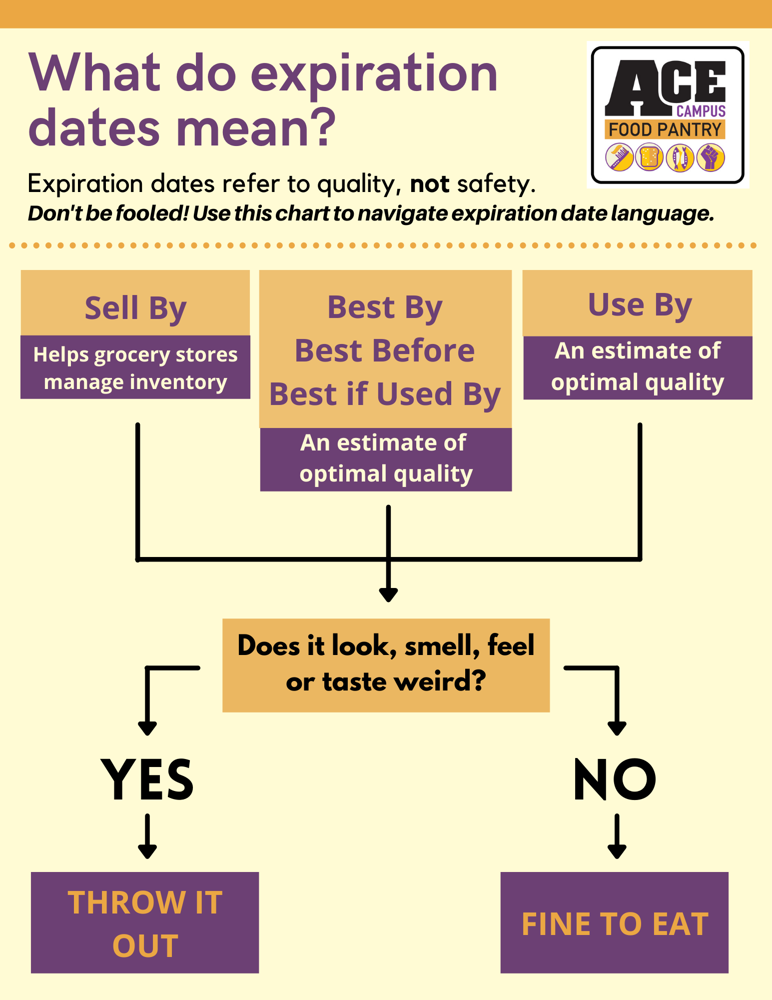 What do expiration
dates mean?
ACE
CAMPUS
FOOD PANTRY
Expiration dates refer to quality, not safety.
Don't be fooled! Use this chart to navigate expiration date language.
Sell By
Helps grocery stores
manage inventory
Best By
Best Before
Best if Used By
An estimate of
optimal quality
Use By
An estimate of
optimal quality
Does it look, smell, feel
or taste weird?
YES
NO
THROW IT
OUT
FINE TO EAT